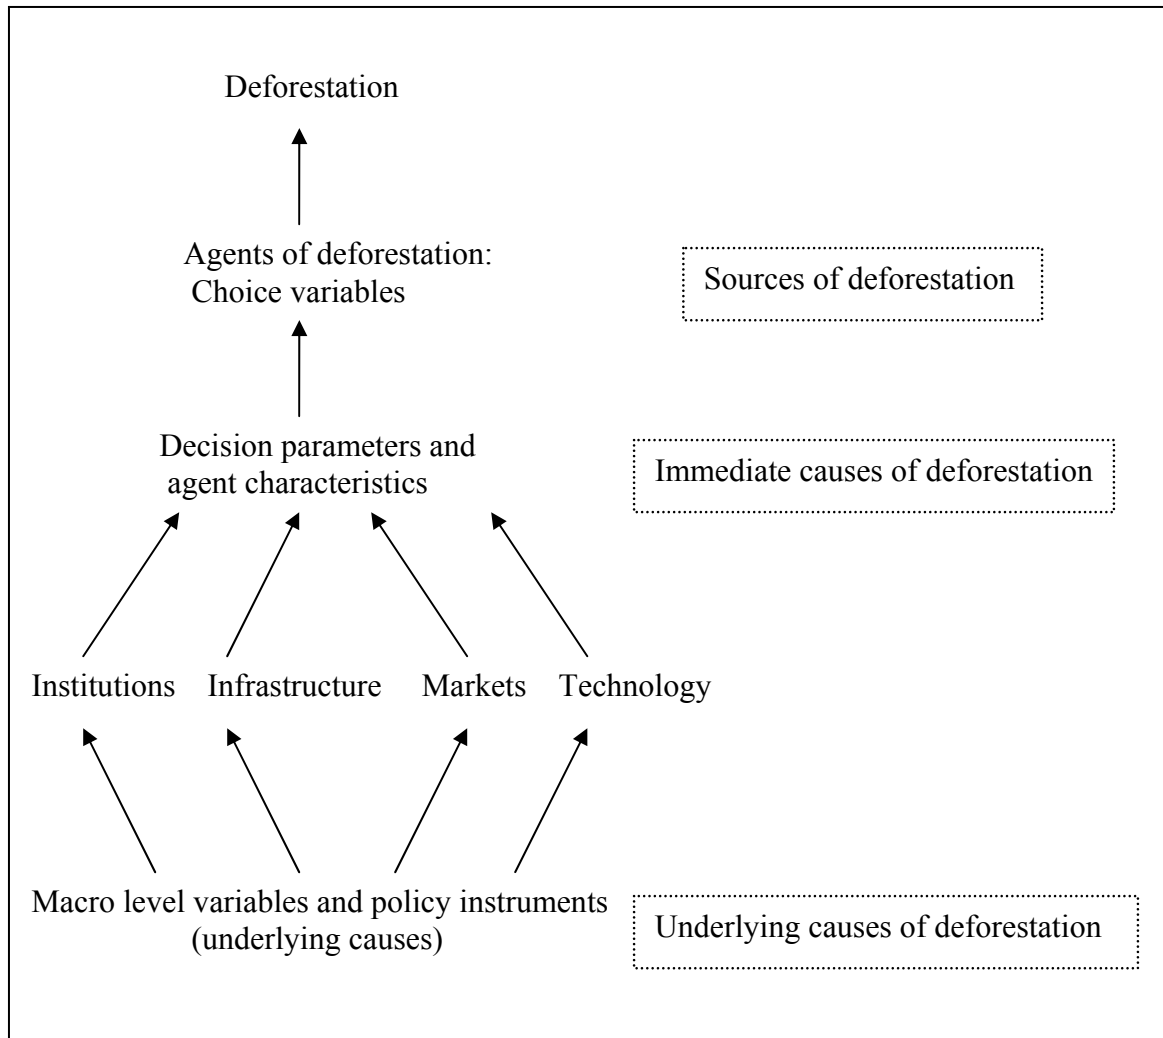 Deforestation
Agents of deforestation:
Choice variables
Sources of deforestation
Decision parameters and
agent characteristics
Immediate causes of deforestation
Institutions Infrastructure Markets Technology
Macro level variables and policy instruments
(underlying causes)
Underlying causes of deforestation